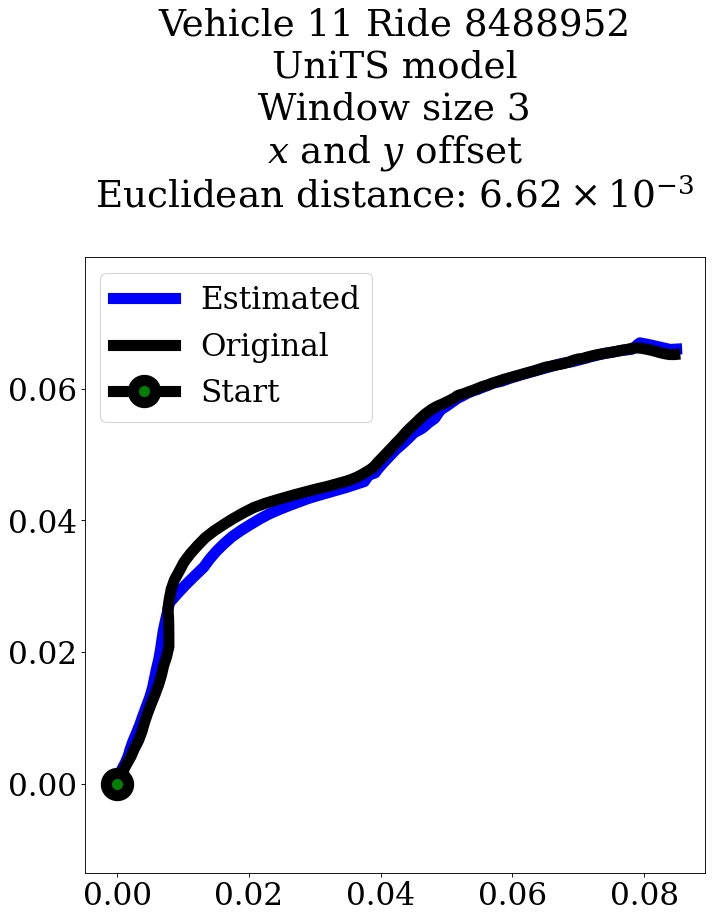 Vehicle 11 Ride 8488952
UniTS model
Window size 3
x and y offset
Euclidean distance: 6.62 × 10⁻³
Estimated
Original
Start
0.06
0.04
0.02
0.00
0.00 0.02 0.04 0.06 0.08